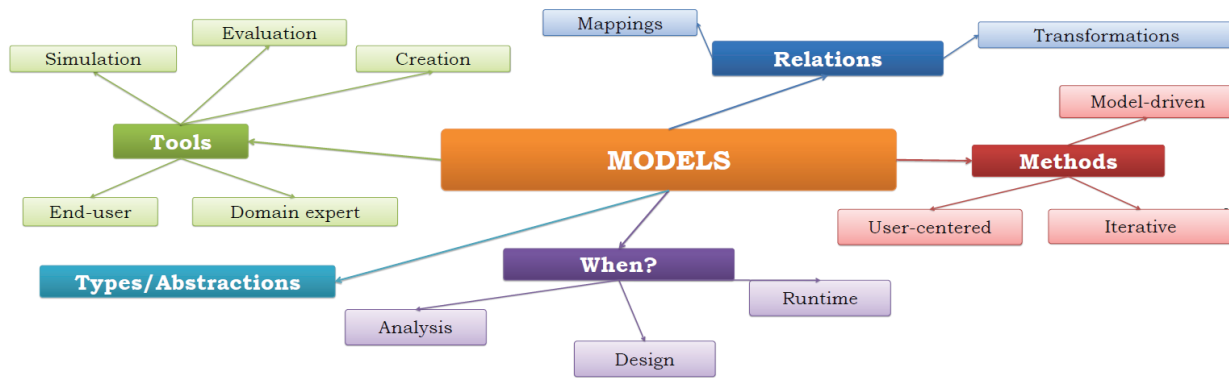 Mappings
Transformations
Evaluation
Simulation
Creation
Relations
Model-driven
Tools
MODELS
Methods
End-user
Domain expert
User-centered
Iterative
When?
Types/Abstractions
Runtime
Analysis
Design